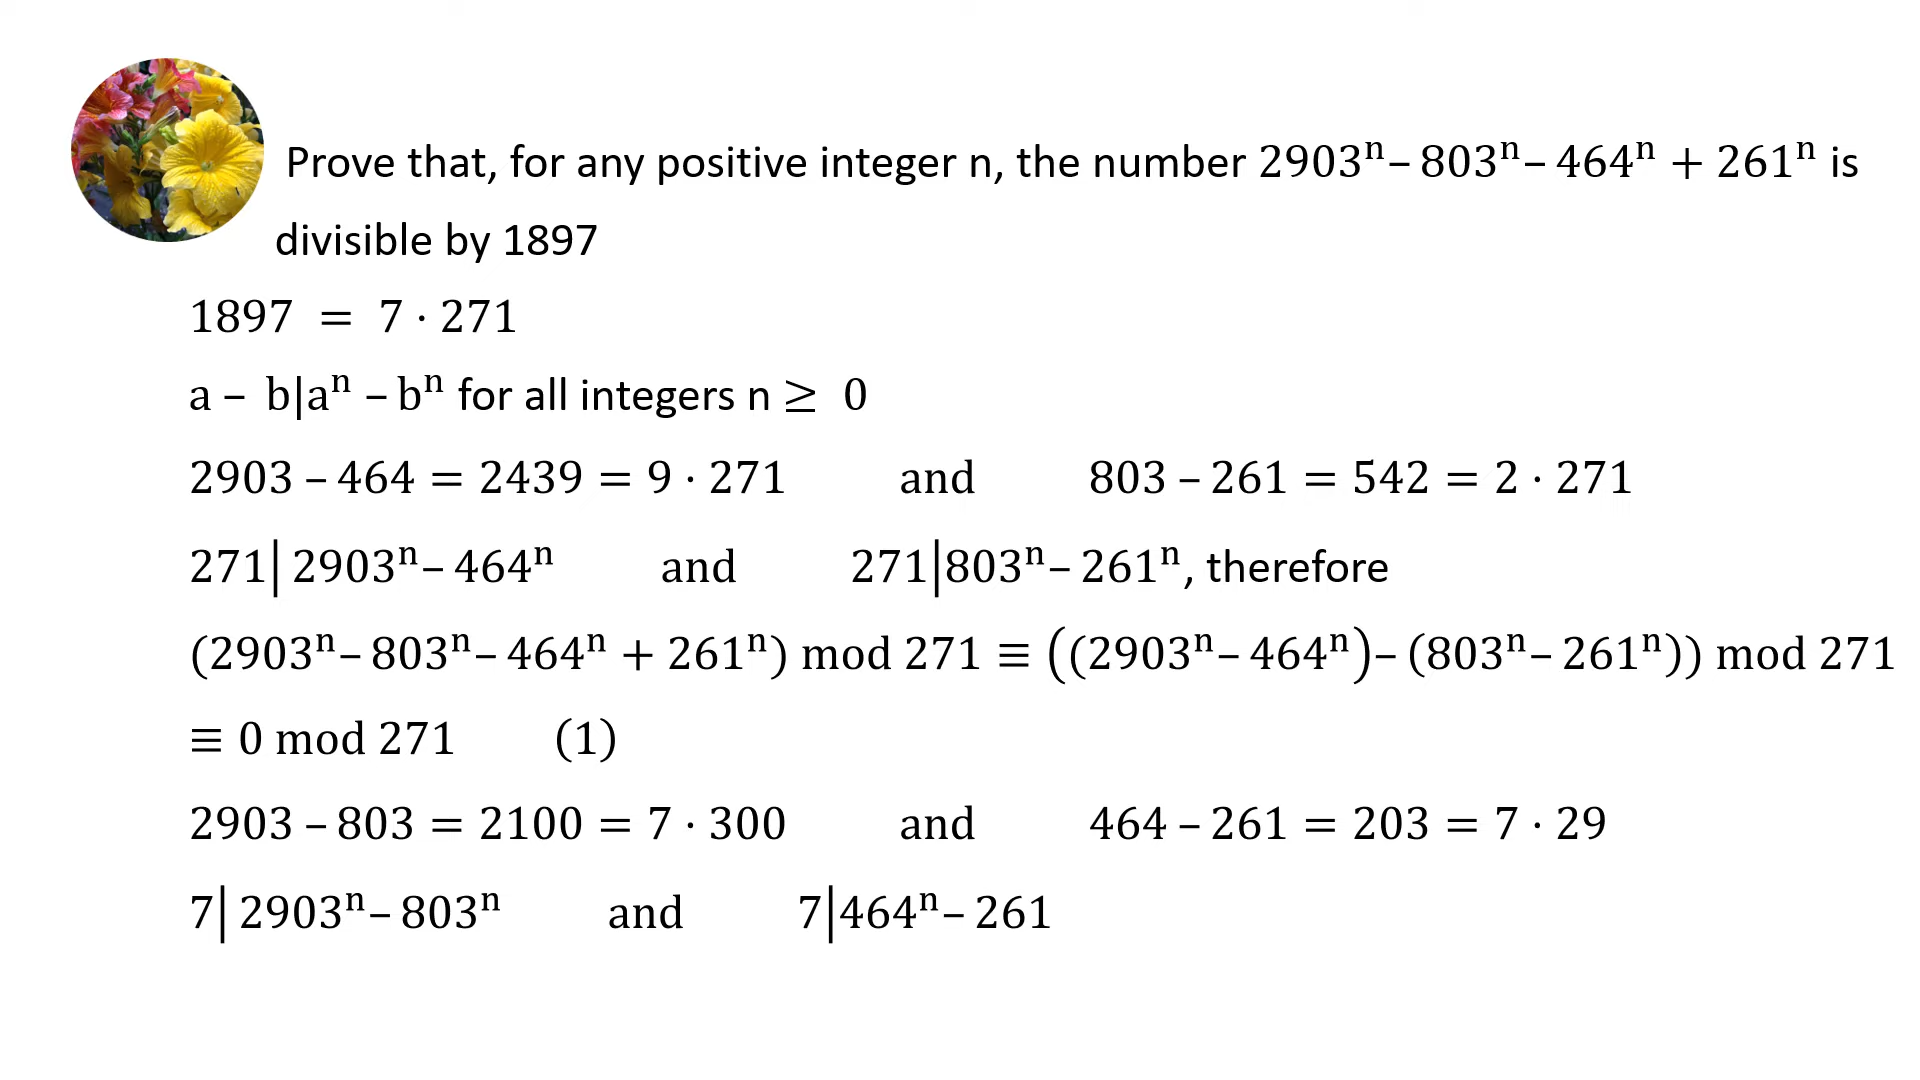 Prove that, for any positive integer n, the number 2903ⁿ– 803ⁿ– 464ⁿ + 261ⁿ is
divisible by 1897
1897 = 7 · 271
a – b|aⁿ – bⁿ for all integers n ≥ 0
2903 – 464 = 2439 = 9 · 271 and 803 – 261 = 542 = 2 · 271
271| 2903ⁿ– 464ⁿ and 271|803ⁿ– 261ⁿ, therefore
(2903ⁿ– 803ⁿ– 464ⁿ + 261ⁿ) mod 271 ≡ ((2903ⁿ– 464ⁿ)– (803ⁿ– 261ⁿ)) mod 271
≡ 0 mod 271 (1)
2903 – 803 = 2100 = 7 · 300 and 464 – 261 = 203 = 7 · 29
7| 2903ⁿ– 803ⁿ and 7|464ⁿ– 261